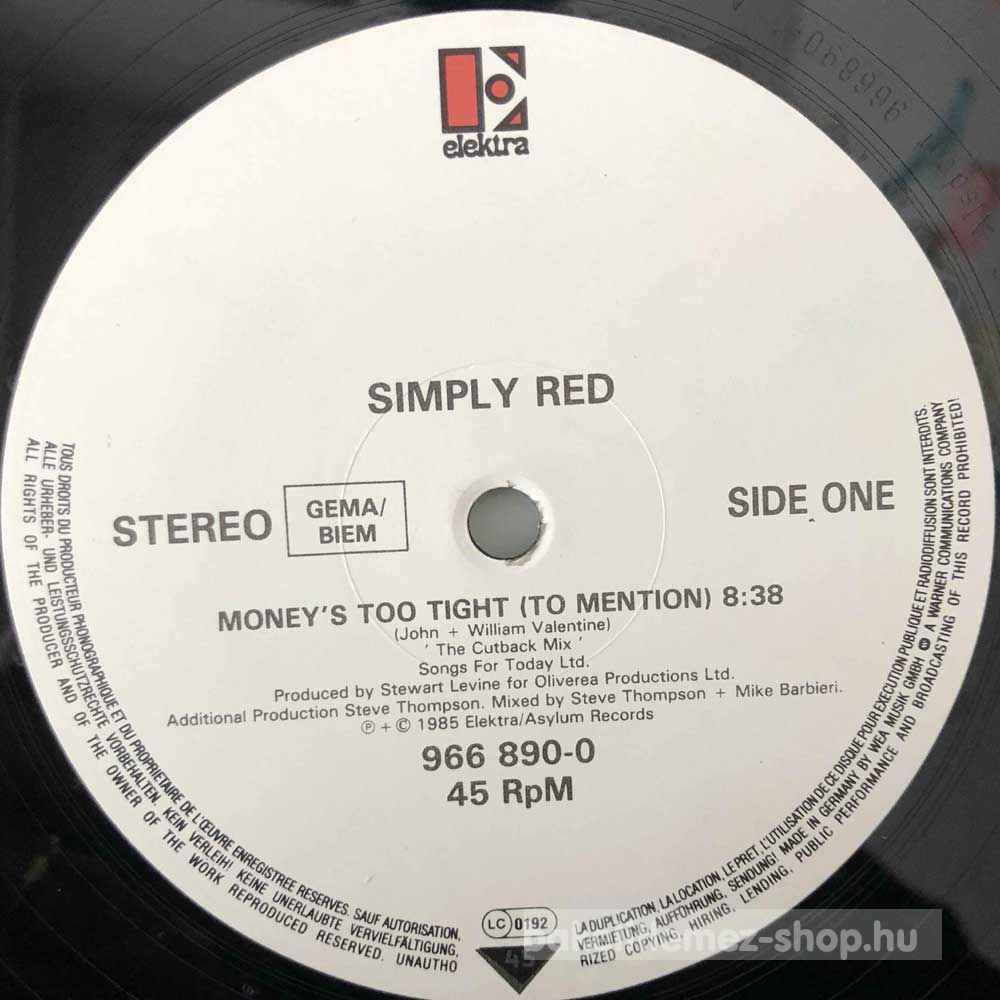 elektra
SIMPLY RED
STEREO
GEMA/
BIEM
SIDE ONE
MONEY'S TOO TIGHT (TO MENTION) 8:38
(John + William Valentine)
' The Cutback Mix '
Songs For Today Ltd.
Produced by Stewart Levine for Oliverea Productions Ltd.
Additional Production Steve Thompson. Mixed by Steve Thompson + Mike Barbieri.
℗ + © 1985 Elektra/Asylum Records
966 890-0
45 RpM
TOUS DROITS DU PRODUCTEUR PHONOGRAPHIQUE ET DU PROPRIETAIRE DE L'ŒUVRE ENREGISTREE RESERVES. SAUF AUTORISATION, LA DUPLICATION, LA LOCATION, LE PRET, L'UTILISATION DE CE DISQUE POUR EXECUTION PUBLIQUE ET RADIODIFFUSION SONT INTERDITS.
ALLE URHEBER- UND LEISTUNGSSCHUTZRECHTE VORBEHALTEN. KEIN VERLEIH! KEINE UNERLAUBTE VERVIELFÄLTIGUNG, VERMIETUNG, AUFFÜHRUNG, SENDUNG! MADE IN GERMANY BY WEA MUSIK GMBH A WARNER COMMUNICATIONS COMPANY
ALL RIGHTS OF THE PRODUCER AND OF THE OWNER OF THE WORK REPRODUCED RESERVED. UNAUTHORIZED COPYING, HIRING, LENDING, PUBLIC PERFORMANCE AND BROADCASTING OF THIS RECORD PROHIBITED!
LC 0192
45